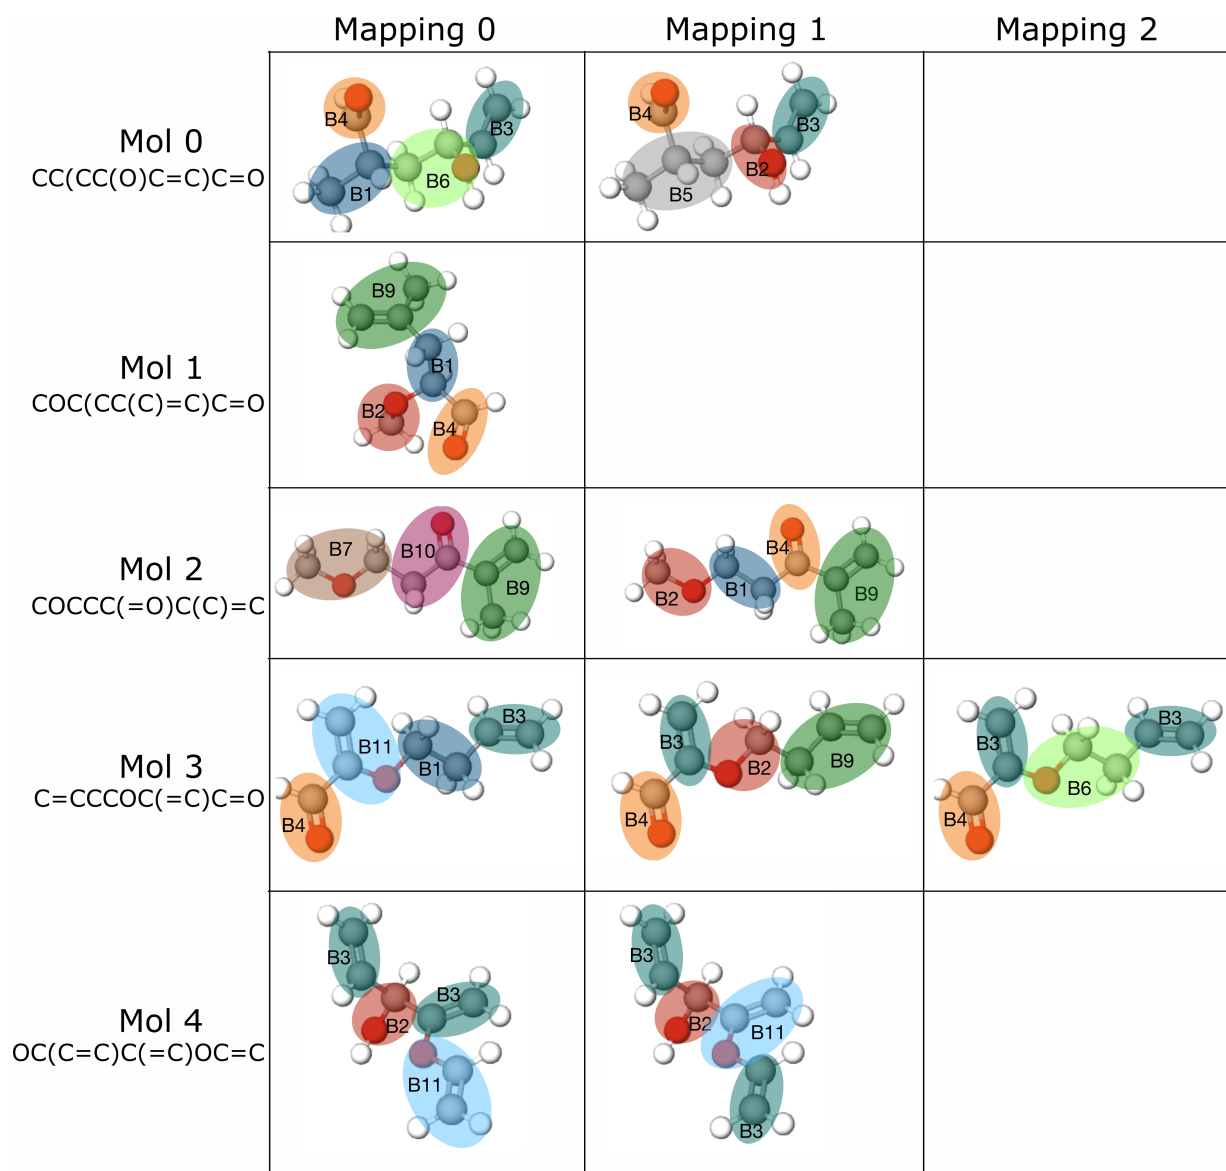 Mapping 0 Mapping 1 Mapping 2
Mol 0
CC(CC(O)C=C)C=O
B4 B3 B1 B6
B4 B3 B2 B5
Mol 1
COC(CC(C)=C)C=O
B9
B1
B2
B4
Mol 2
COCCC(=O)C(C)=C
B7 B10 B9
B4 B2 B1 B9
Mol 3
C=CCCOC(=C)C=O
B3 B11 B1 B4
B3 B2 B9 B4
B3 B3 B6 B4
Mol 4
OC(C=C)C(=C)OC=C
B3 B3 B2 B11
B3 B2 B11 B3